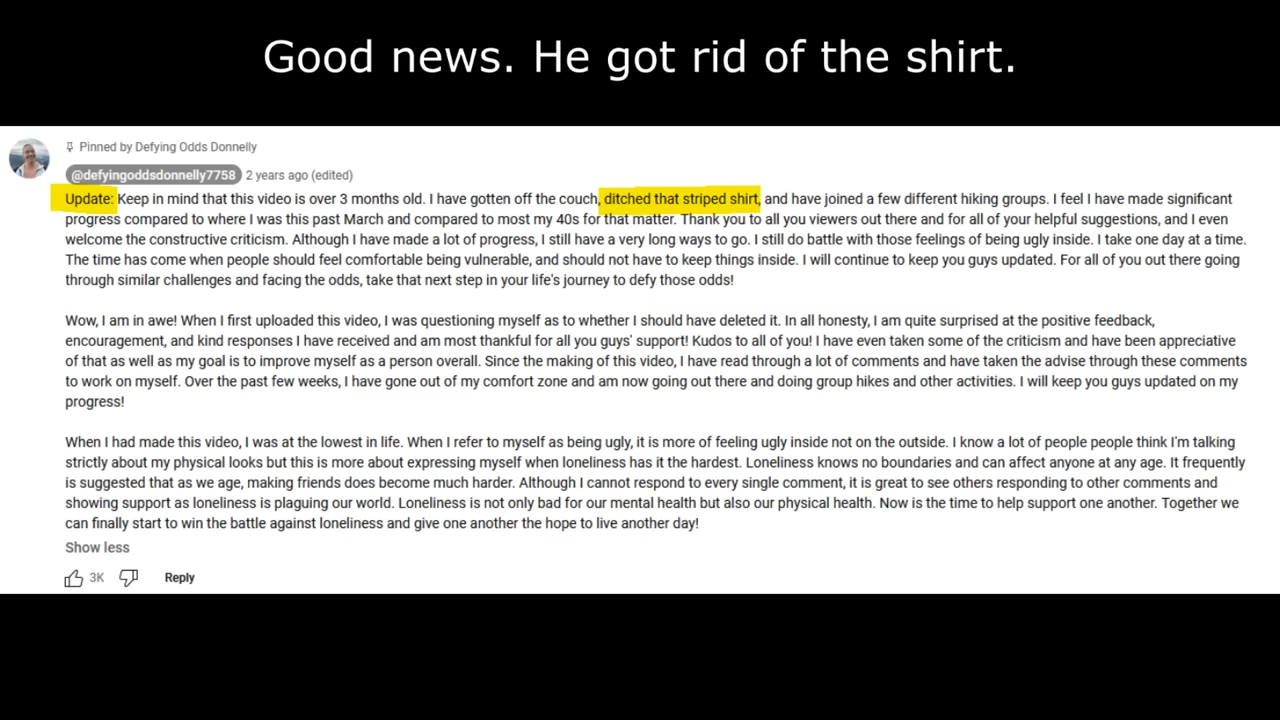 Good news. He got rid of the shirt.
Pinned by Defying Odds Donnelly
@defyingoddsdonnelly7758 2 years ago (edited)
Update: Keep in mind that this video is over 3 months old. I have gotten off the couch, ditched that striped shirt, and have joined a few different hiking groups. I feel I have made significant
progress compared to where I was this past March and compared to most my 40s for that matter. Thank you to all you viewers out there and for all of your helpful suggestions, and I even
welcome the constructive criticism. Although I have made a lot of progress, I still have a very long ways to go. I still do battle with those feelings of being ugly inside. I take one day at a time.
The time has come when people should feel comfortable being vulnerable, and should not have to keep things inside. I will continue to keep you guys updated. For all of you out there going
through similar challenges and facing the odds, take that next step in your life's journey to defy those odds!
Wow, I am in awe! When I first uploaded this video, I was questioning myself as to whether I should have deleted it. In all honesty, I am quite surprised at the positive feedback,
encouragement, and kind responses I have received and am most thankful for all you guys' support! Kudos to all of you! I have even taken some of the criticism and have been appreciative
of that as well as my goal is to improve myself as a person overall. Since the making of this video, I have read through a lot of comments and have taken the advise through these comments
to work on myself. Over the past few weeks, I have gone out of my comfort zone and am now going out there and doing group hikes and other activities. I will keep you guys updated on my
progress!
When I had made this video, I was at the lowest in life. When I refer to myself as being ugly, it is more of feeling ugly inside not on the outside. I know a lot of people people think I'm talking
strictly about my physical looks but this is more about expressing myself when loneliness has it the hardest. Loneliness knows no boundaries and can affect anyone at any age. It frequently
is suggested that as we age, making friends does become much harder. Although I cannot respond to every single comment, it is great to see others responding to other comments and
showing support as loneliness is plaguing our world. Loneliness is not only bad for our mental health but also our physical health. Now is the time to help support one another. Together we
can finally start to win the battle against loneliness and give one another the hope to live another day!
Show less
3K Reply